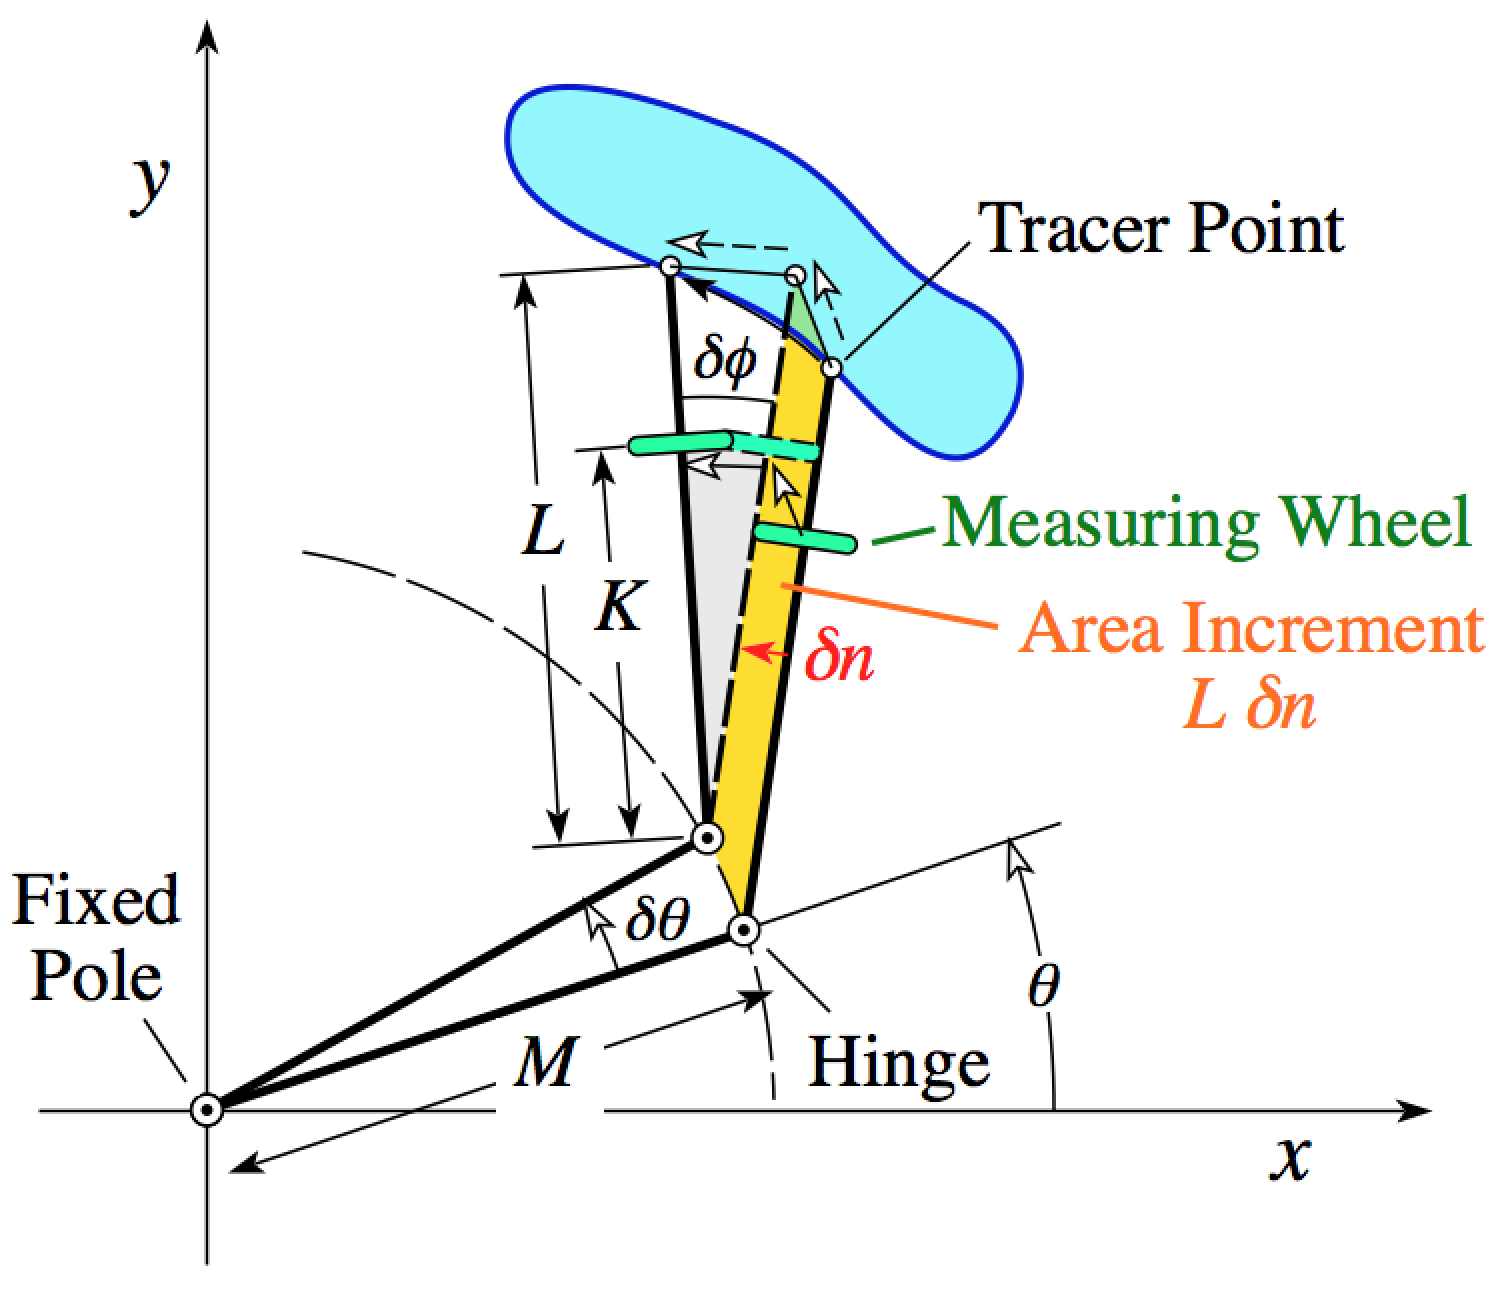 y
Tracer Point
δϕ
L
Measuring Wheel
K
Area Increment
L δn
δn
Fixed
Pole
δθ
θ
M
Hinge
x